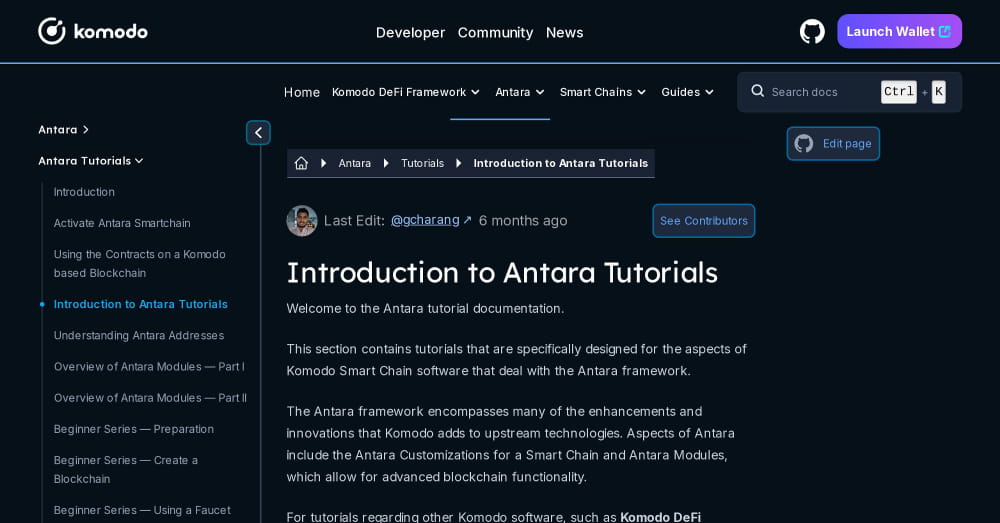 komodo
Developer Community News
Launch Wallet
Home Komodo DeFi Framework Antara Smart Chains Guides
Search docs Ctrl + K
Antara
Antara Tutorials
Introduction
Activate Antara Smartchain
Using the Contracts on a Komodo
based Blockchain
Introduction to Antara Tutorials
Understanding Antara Addresses
Overview of Antara Modules — Part I
Overview of Antara Modules — Part II
Beginner Series — Preparation
Beginner Series — Create a
Blockchain
Beginner Series — Using a Faucet
Antara Tutorials Introduction to Antara Tutorials
Edit page
Last Edit: @gcharang ↗ 6 months ago
See Contributors
Introduction to Antara Tutorials
Welcome to the Antara tutorial documentation.
This section contains tutorials that are specifically designed for the aspects of
Komodo Smart Chain software that deal with the Antara framework.
The Antara framework encompasses many of the enhancements and
innovations that Komodo adds to upstream technologies. Aspects of Antara
include the Antara Customizations for a Smart Chain and Antara Modules,
which allow for advanced blockchain functionality.
For tutorials regarding other Komodo software, such as Komodo DeFi